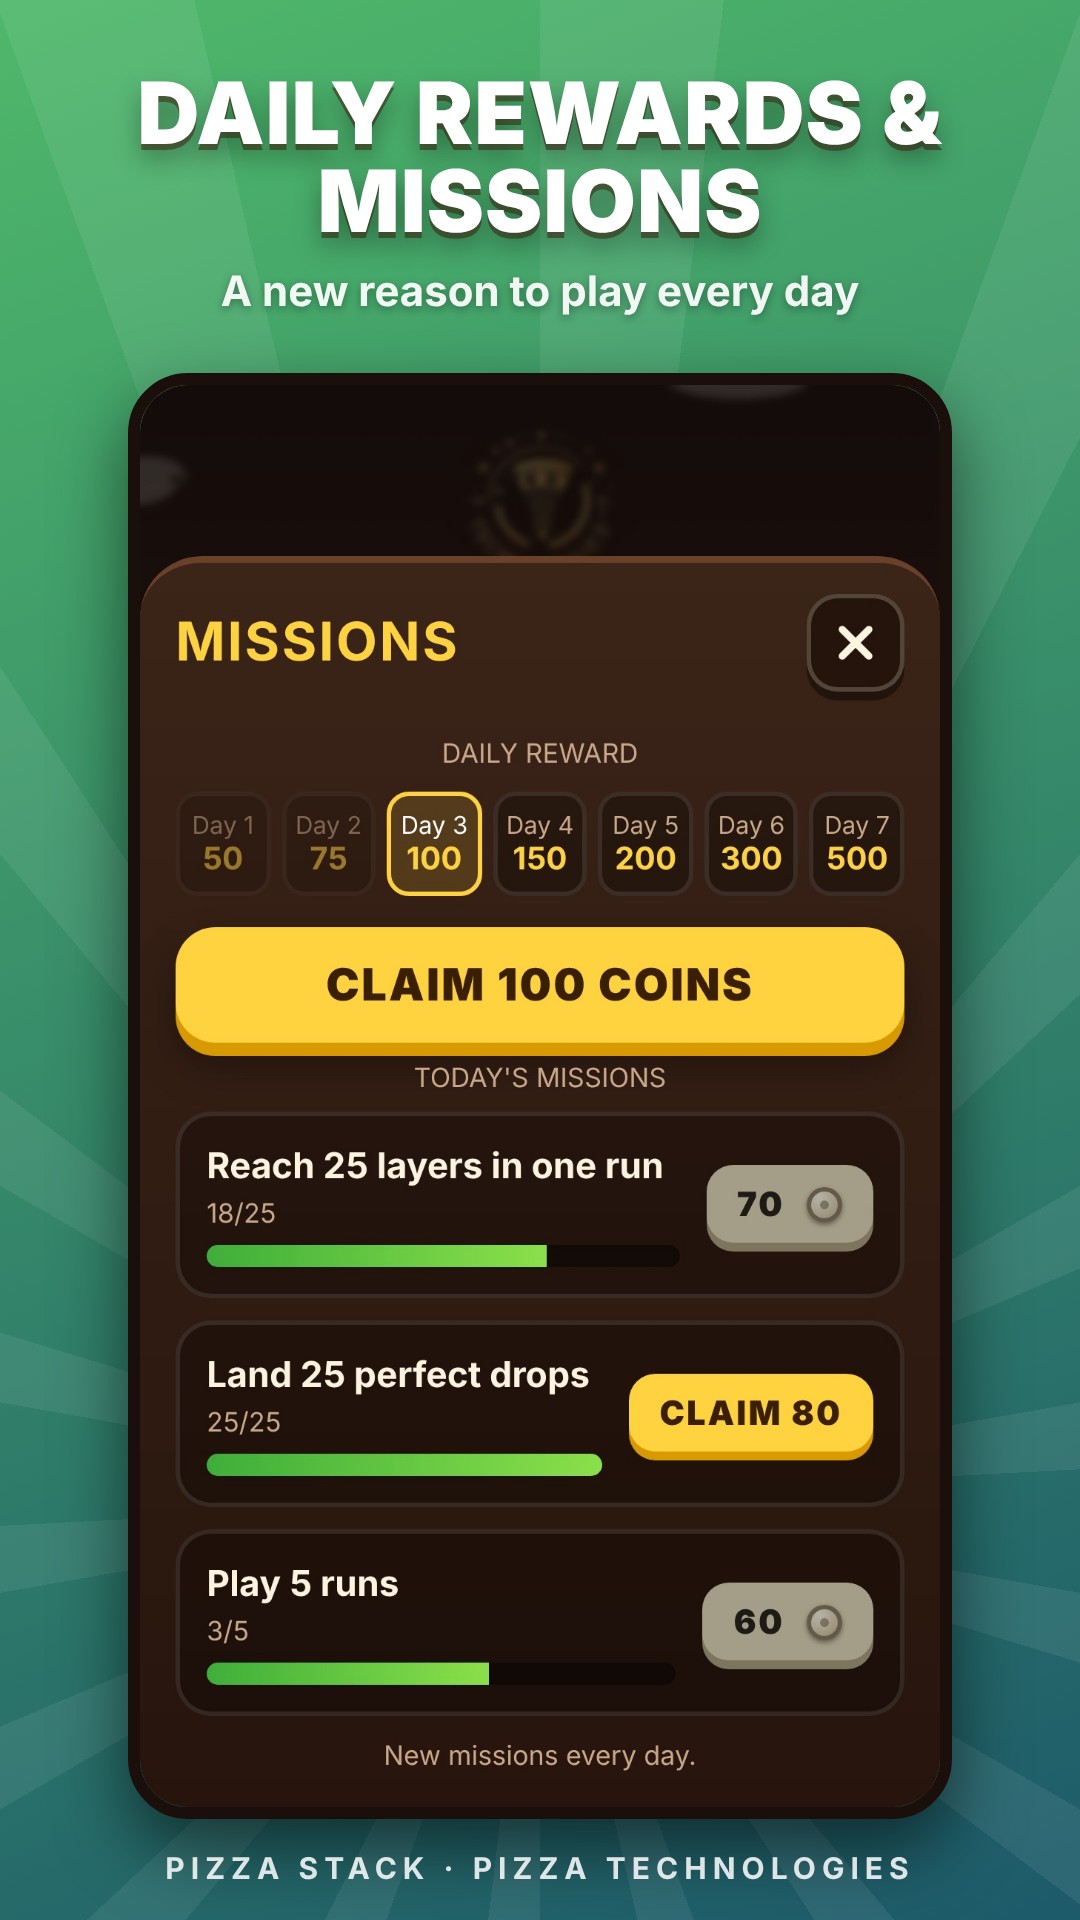 DAILY REWARDS &
MISSIONS
A new reason to play every day
MISSIONS
DAILY REWARD
Day 1 Day 2 Day 3 Day 4 Day 5 Day 6 Day 7
50 75 100 150 200 300 500
CLAIM 100 COINS
TODAY'S MISSIONS
Reach 25 layers in one run
18/25
70
Land 25 perfect drops
25/25
CLAIM 80
Play 5 runs
3/5
60
New missions every day.
PIZZA STACK · PIZZA TECHNOLOGIES